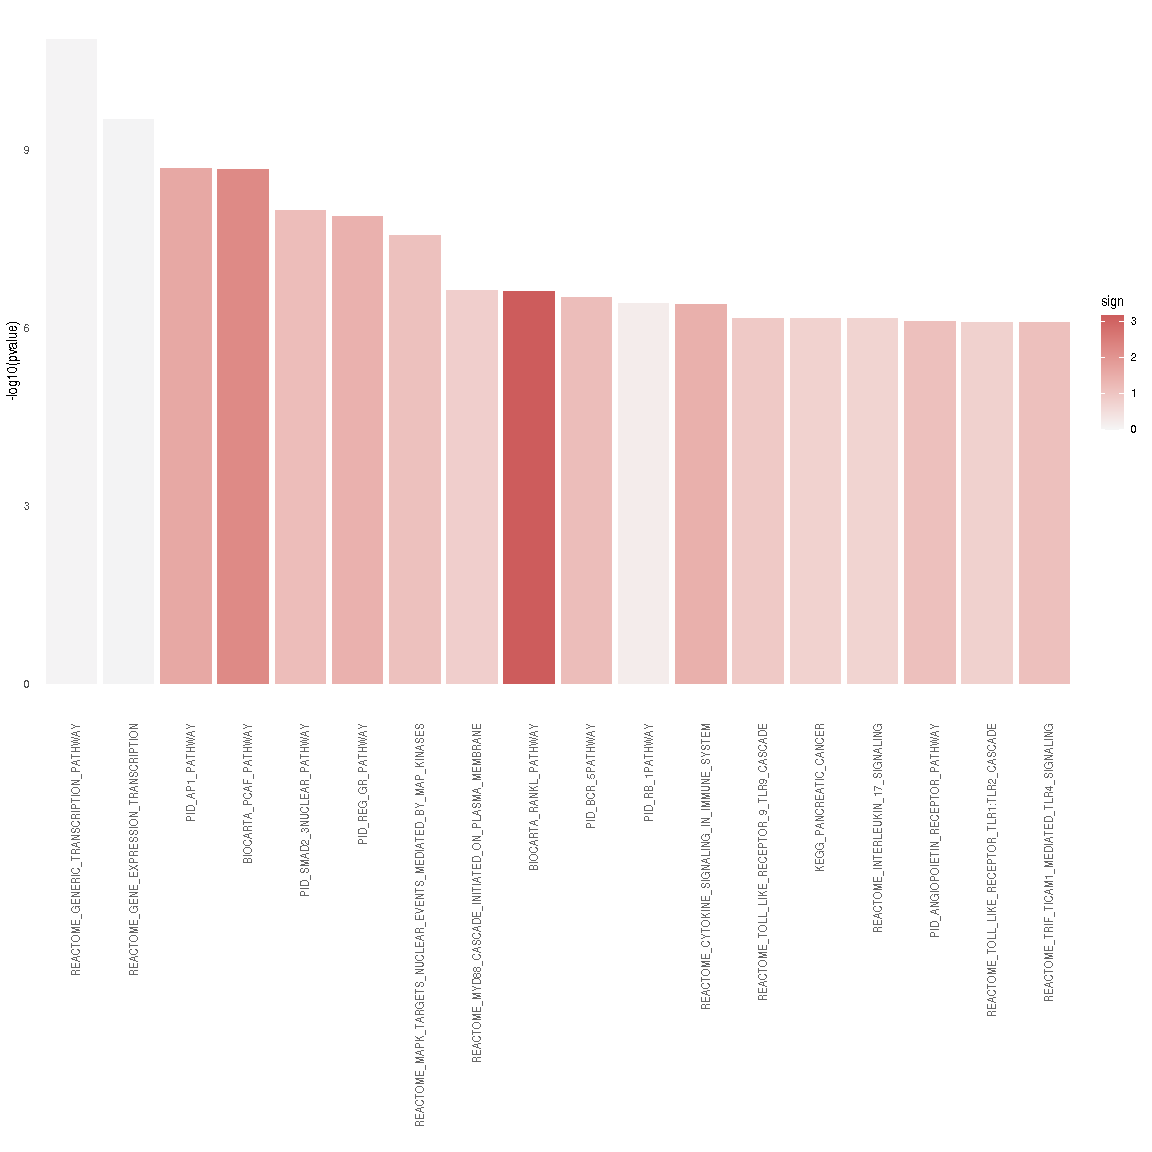 9
6
3
0
-log10(pvalue)
sign
3
2
1
0
REACTOME_GENERIC_TRANSCRIPTION_PATHWAY
REACTOME_GENE_EXPRESSION_TRANSCRIPTION
PID_AP1_PATHWAY
BIOCARTA_PCAF_PATHWAY
PID_SMAD2_3NUCLEAR_PATHWAY
PID_REG_GR_PATHWAY
REACTOME_MAPK_TARGETS_NUCLEAR_EVENTS_MEDIATED_BY_MAP_KINASES
REACTOME_MYD88_CASCADE_INITIATED_ON_PLASMA_MEMBRANE
BIOCARTA_RANKL_PATHWAY
PID_BCR_5PATHWAY
PID_RB_1PATHWAY
REACTOME_CYTOKINE_SIGNALING_IN_IMMUNE_SYSTEM
REACTOME_TOLL_LIKE_RECEPTOR_9_TLR9_CASCADE
KEGG_PANCREATIC_CANCER
REACTOME_INTERLEUKIN_17_SIGNALING
PID_ANGIOPOIETIN_RECEPTOR_PATHWAY
REACTOME_TOLL_LIKE_RECEPTOR_TLR1:TLR2_CASCADE
REACTOME_TRIF_TICAM1_MEDIATED_TLR4_SIGNALING